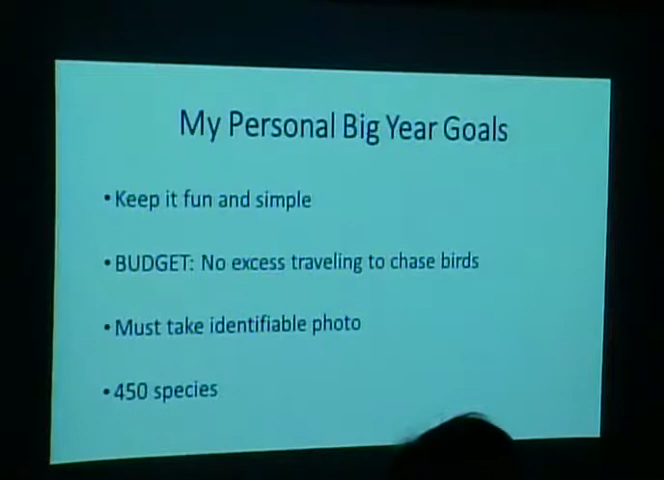 My Personal Big Year Goals
• Keep it fun and simple
• BUDGET: No excess traveling to chase birds
• Must take identifiable photo
• 450 species